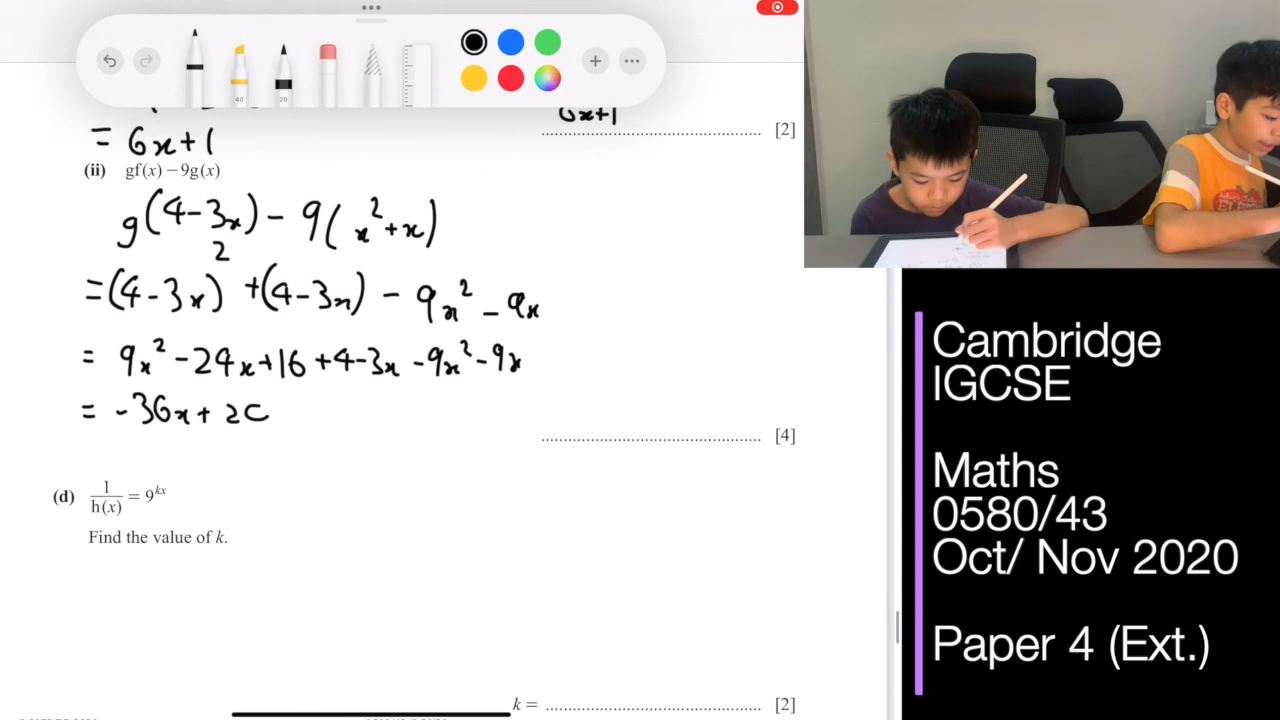 40
20
6x+1
= 6x+1
[2]
(ii) gf(x) – 9g(x)
g(4-3x) - 9(x²+x)
= (4-3x)² +(4-3x) - 9x² - 9x
= 9x² -24x+16 +4-3x -9x² -9x
= -36x+20
[4]
(d) 1/h(x) = 9^kx
Find the value of k.
k = [2]
Cambridge
IGCSE
Maths
0580/43
Oct/ Nov 2020
Paper 4 (Ext.)